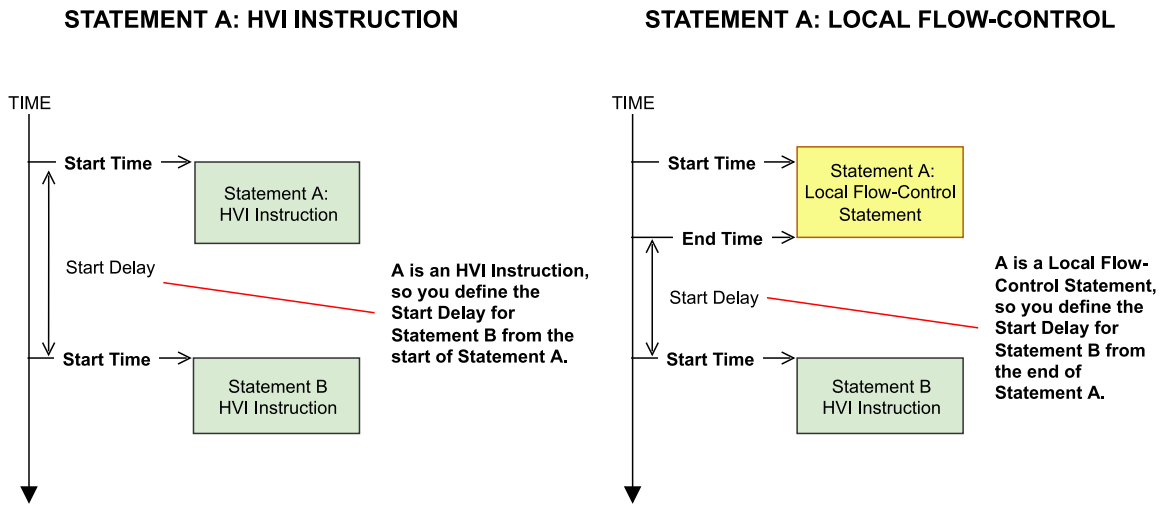 STATEMENT A: HVI INSTRUCTION
TIME
Start Time
Statement A:
HVI Instruction
Start Delay
A is an HVI Instruction,
so you define the
Start Delay for
Statement B from the
start of Statement A.
Start Time
Statement B
HVI Instruction
STATEMENT A: LOCAL FLOW-CONTROL
TIME
Start Time
Statement A:
Local Flow-Control
Statement
End Time
Start Delay
A is a Local Flow-
Control Statement,
so you define the
Start Delay for
Statement B from
the end of
Statement A.
Start Time
Statement B
HVI Instruction